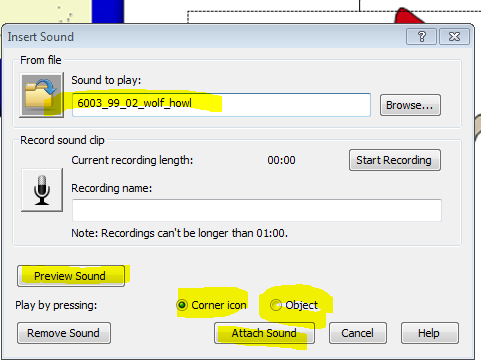 Insert Sound
From file
Sound to play:
6003_99_02_wolf_howl
Browse...
Record sound clip
Current recording length: 00:00 Start Recording
Recording name:
Note: Recordings can't be longer than 01:00.
Preview Sound
Play by pressing: Corner icon Object
Remove Sound Attach Sound Cancel Help